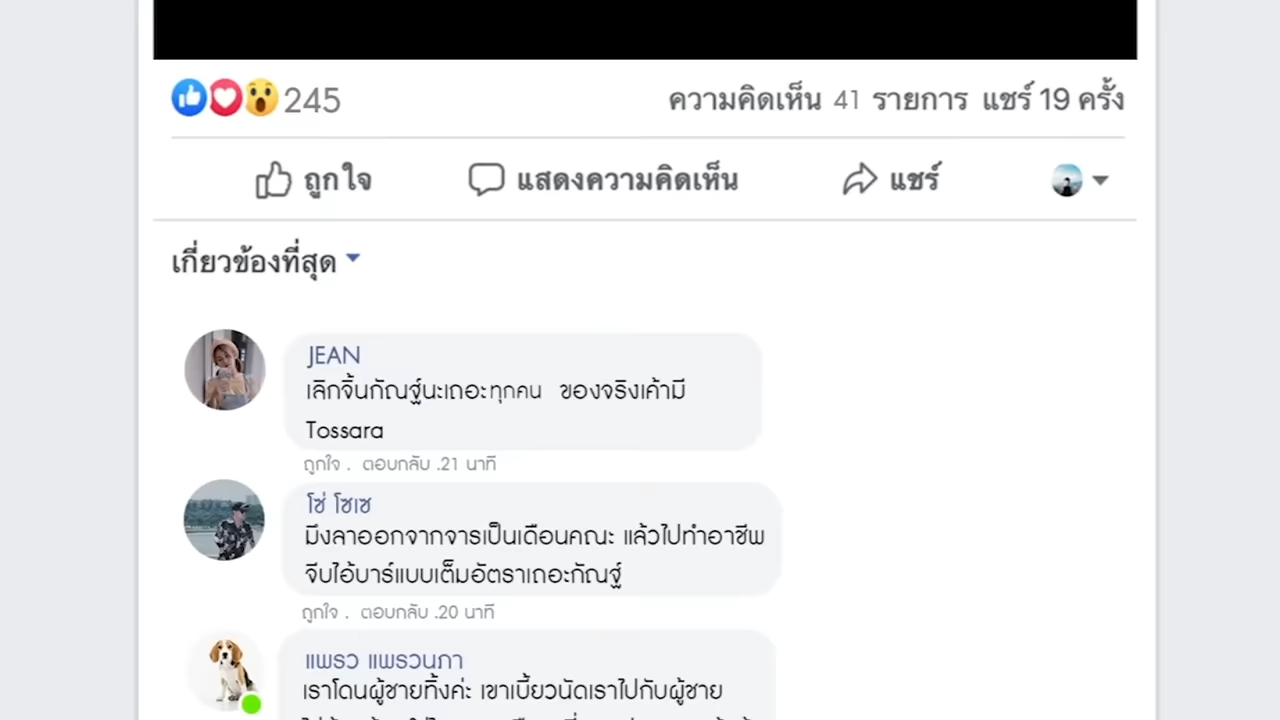 245
ความคิดเห็น 41 รายการ แชร์ 19 ครั้ง
ถูกใจ
แสดงความคิดเห็น
แชร์
เกี่ยวข้องที่สุด
JEAN
เลิกจิ้นกัณฐ์นะเถอะทุกคน ของจริงเค้ามี
Tossara
ถูกใจ . ตอบกลับ .21 นาที
โซ่ โซเซ
มึงลาออกจากจารเป็นเดือนคณะ แล้วไปทำอาชีพ
จีบไอ้บาร์แบบเต็มอัตราเถอะกัณฐ์
ถูกใจ . ตอบกลับ .20 นาที
แพรว แพรวนภา
เราโดนผู้ชายทิ้งค่ะ เขาเบี้ยวนัดเราไปกับผู้ชาย